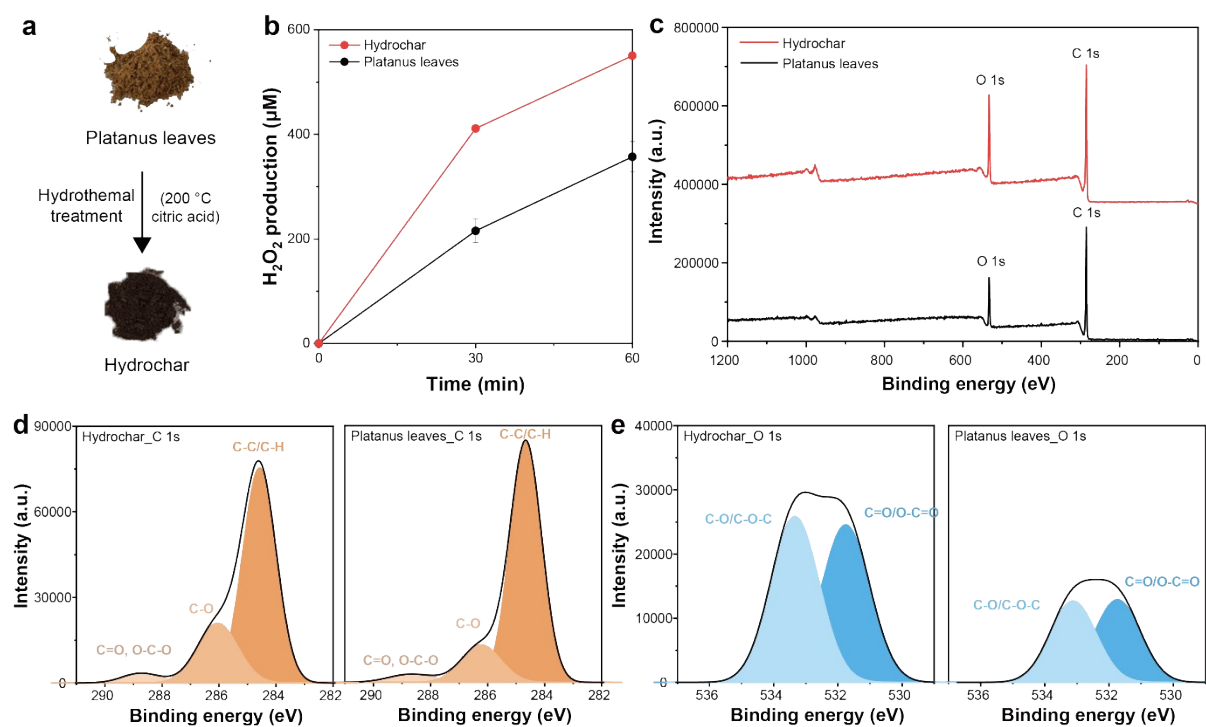 a
Platanus leaves
Hydrothemal
treatment
(200 °C
citric acid)
Hydrochar
b
H₂O₂ production (µM)
600
400
200
0
Hydrochar
Platanus leaves
0
30
60
Time (min)
c
Intensity (a.u.)
800000
600000
400000
200000
0
Hydrochar
Platanus leaves
O 1s
C 1s
O 1s
C 1s
1200
1000
800
600
400
200
0
Binding energy (eV)
d
Intensity (a.u.)
90000
60000
30000
0
Hydrochar_C 1s
C-C/C-H
C-O
C=O, O-C-O
290
288
286
284
282
Binding energy (eV)
Platanus leaves_C 1s
C-C/C-H
C-O
C=O, O-C-O
290
288
286
284
282
Binding energy (eV)
e
Intensity (a.u.)
40000
30000
20000
10000
0
Hydrochar_O 1s
C-O/C-O-C
C=O/O-C=O
536
534
532
530
Binding energy (eV)
Platanus leaves_O 1s
C-O/C-O-C
C=O/O-C=O
536
534
532
530
Binding energy (eV)